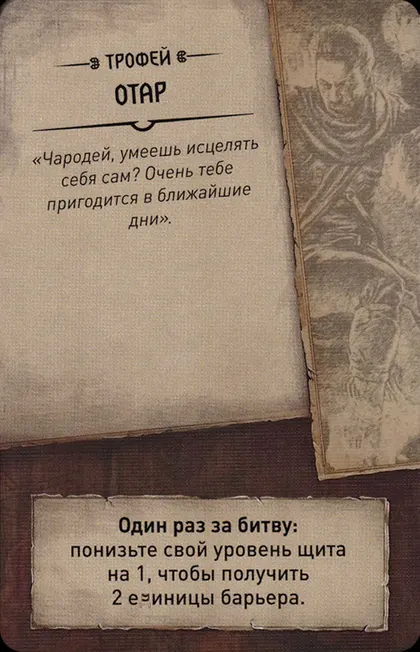 ТРОФЕЙ
ОТАР
«Чародей, умеешь исцелять
себя сам? Очень тебе
пригодится в ближайшие
дни».
Один раз за битву:
понизьте свой уровень щита
на 1, чтобы получить
2 единицы барьера.